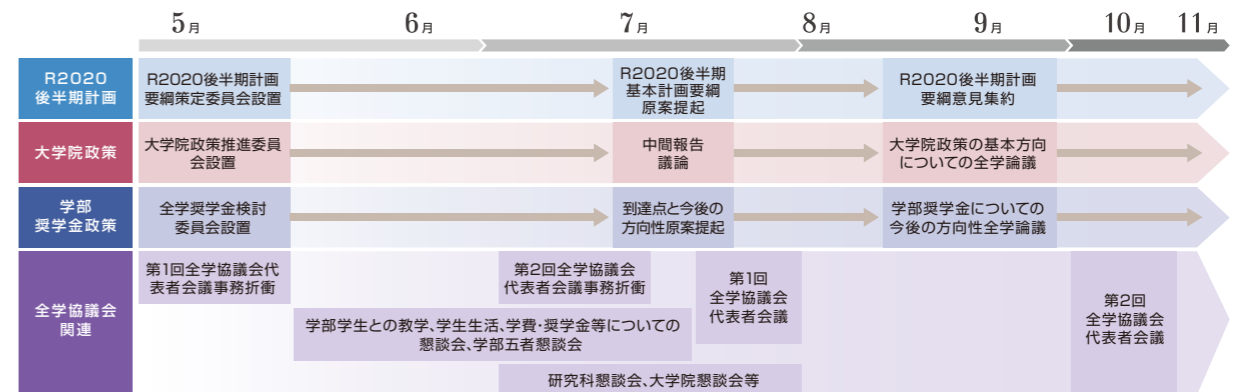 5月
6月
7月
8月
9月
10月
11月
R2020
後半期計画
R2020後半期計画
要綱策定委員会設置
R2020後半期
基本計画要綱
原案提起
R2020後半期計画
要綱意見集約
大学院政策
大学院政策推進委員
会設置
中間報告
議論
大学院政策の基本方向
についての全学論議
学部
奨学金政策
全学奨学金検討
委員会設置
到達点と今後の
方向性原案提起
学部奨学金についての
今後の方向性全学論議
全学協議会
関連
第1回全学協議会代
表者会議事務折衝
第2回全学協議会
代表者会議事務折衝
第1回
全学協議会
代表者会議
第2回
全学協議会
代表者会議
学部学生との教学、学生生活、学費・奨学金等についての
懇談会、学部五者懇談会
研究科懇談会、大学院懇談会等